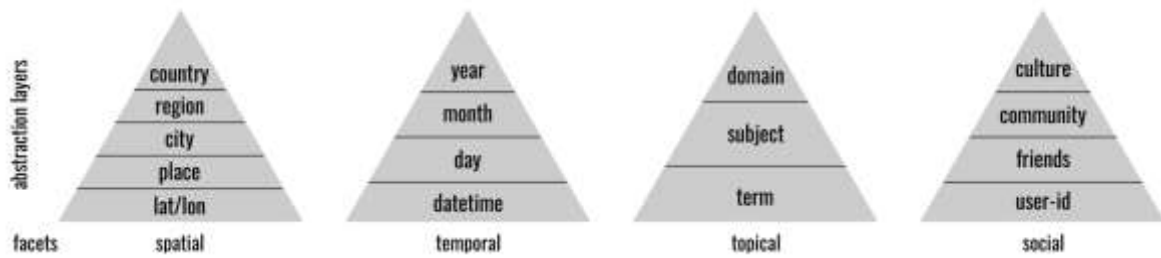 abstraction layers
country
region
city
place
lat/lon
year
month
day
datetime
domain
subject
term
culture
community
friends
user-id
facets
spatial
temporal
topical
social